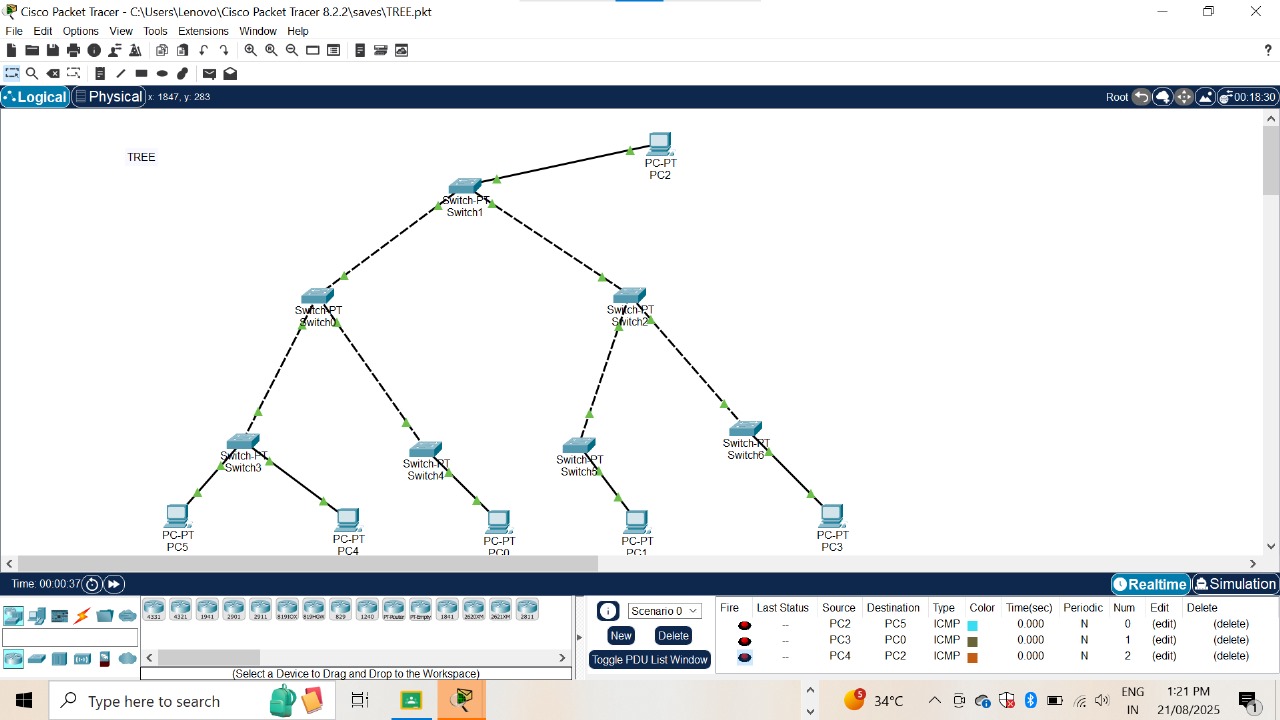 Cisco Packet Tracer - C:\Users\Lenovo\Cisco Packet Tracer 8.2.2\saves\TREE.pkt
File Edit Options View Tools Extensions Window Help
?
Logical Physical x: 1847, y: 283 Root 00:18:30
TREE
PC-PT
PC2
Switch-PT
Switch1
Switch-PT
Switch0
Switch-PT
Switch2
Switch-PT
Switch3
Switch-PT
Switch4
Switch-PT
Switch5
Switch-PT
Switch6
PC-PT
PC5
PC-PT
PC4
PC-PT
PC0
PC-PT
PC1
PC-PT
PC3
Time: 00:00:37 Realtime Simulation
4331 4321 1941 2901 2911 819IOX 819HGW 829 1240 PT-Router PT-Empty 1841 2620XM 2621XM 2811
(Select a Device to Drag and Drop to the Workspace)
Scenario 0
New Delete
Toggle PDU List Window
Fire Last Status Source Destination Type Color Time(sec) Periodic Num Edit Delete
-- PC2 PC5 ICMP 0.000 N 0 (edit) (delete)
-- PC3 PC0 ICMP 0.000 N 1 (edit) (delete)
-- PC4 PC2 ICMP 0.000 N 2 (edit) (delete)
Type here to search
5
34°C
ENG
IN
1:21 PM
21/08/2025
1